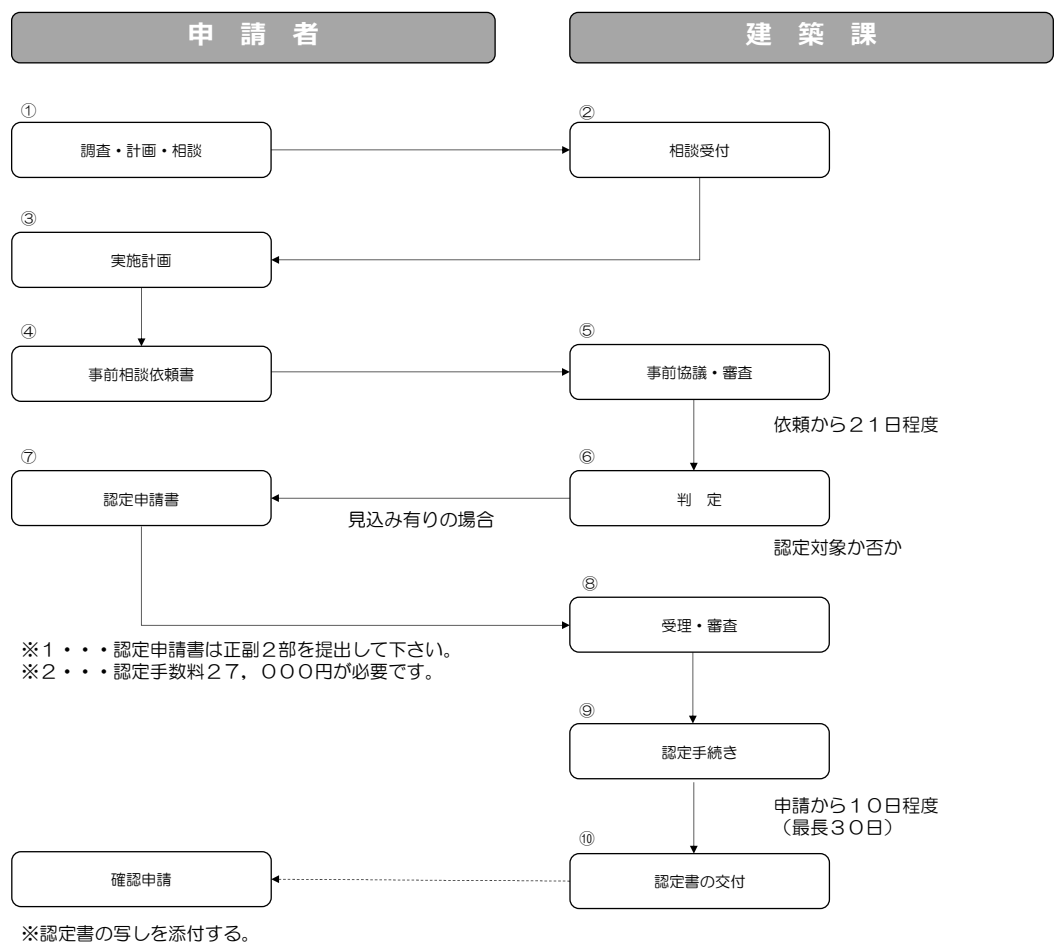 申 請 者
建 築 課
①
②
調査・計画・相談
相談受付
③
実施計画
④
⑤
事前相談依頼書
事前協議・審査
依頼から２１日程度
⑦
⑥
認定申請書
判　定
見込み有りの場合
認定対象か否か
⑧
受理・審査
※１・・・認定申請書は正副２部を提出して下さい。
※２・・・認定手数料２７，０００円が必要です。
⑨
認定手続き
申請から１０日程度
（最長３０日）
⑩
確認申請
認定書の交付
※認定書の写しを添付する。